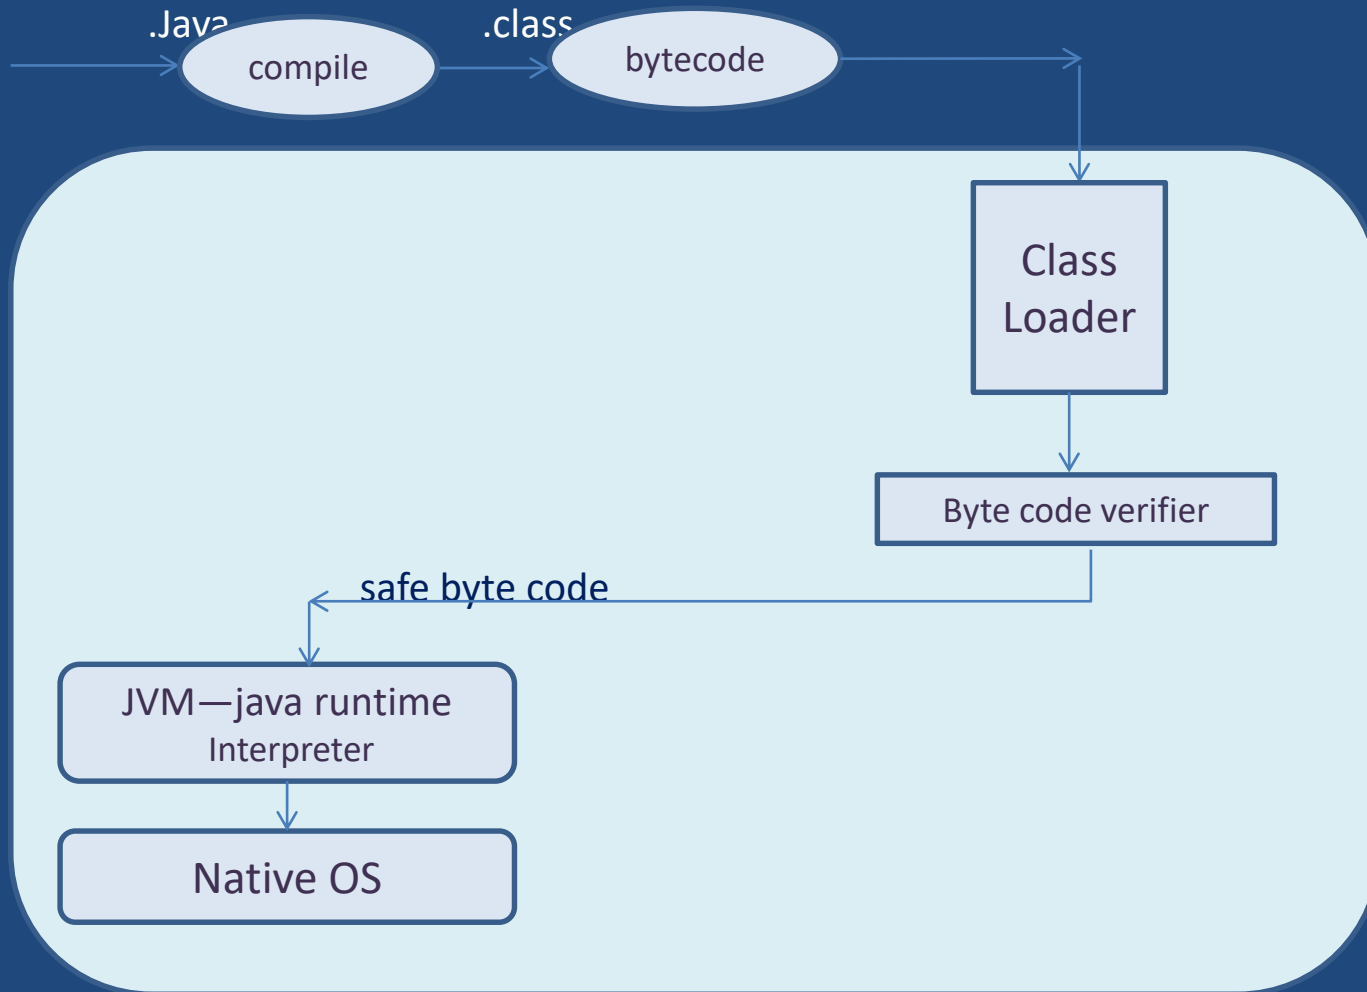 .Java
compile
.class
bytecode
Class
Loader
Byte code verifier
safe byte code
JVM—java runtime
Interpreter
Native OS